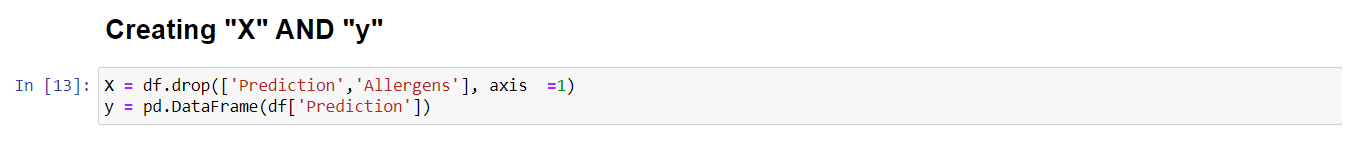 Creating "X" AND "y"
In [13]: X = df.drop(['Prediction','Allergens'], axis  =1)
y = pd.DataFrame(df['Prediction'])